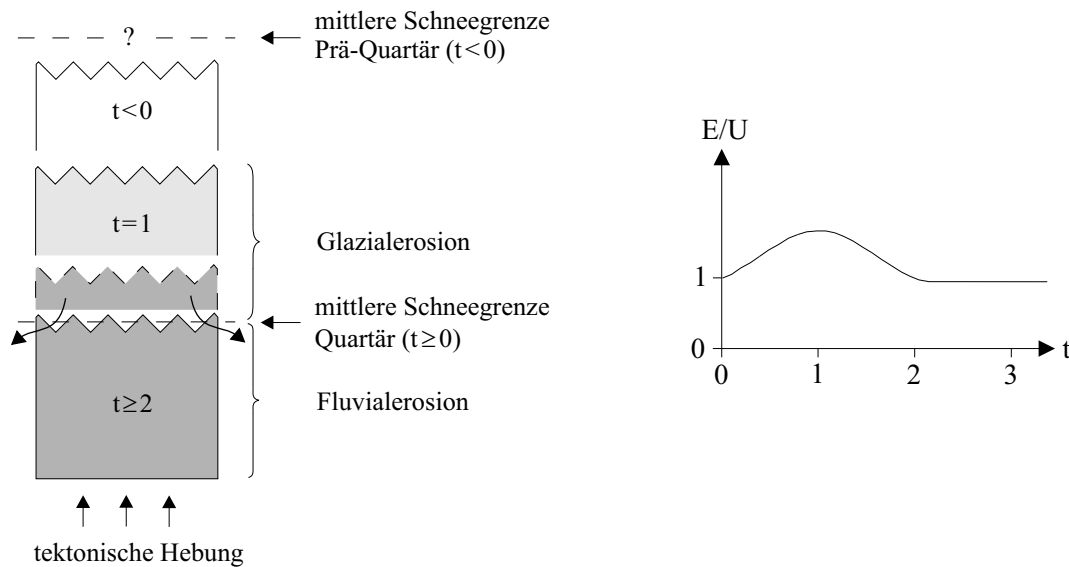 ?
mittlere Schneegrenze
Prä-Quartär (t<0)
t<0
t=1
Glazialerosion
mittlere Schneegrenze
Quartär (t≥0)
t≥2
Fluvialerosion
tektonische Hebung
E/U
1
0
t
0 1 2 3